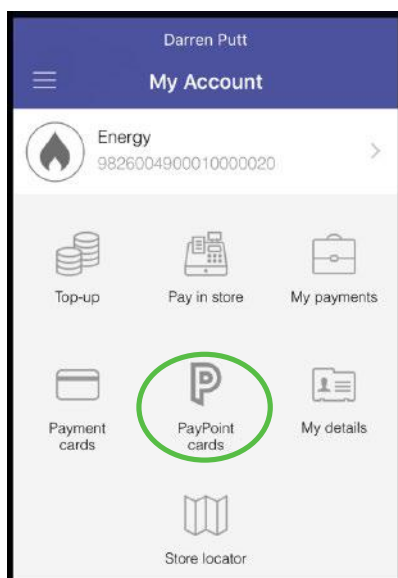 Darren Putt
My Account
Energy
9826004900010000020
Top-up
Pay in store
My payments
Payment
cards
PayPoint
cards
My details
Store locator